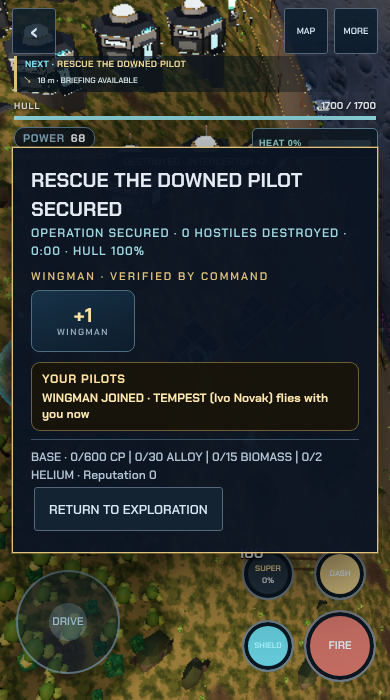 MAP
MORE
NEXT · RESCUE THE DOWNED PILOT
18 m · BRIEFING AVAILABLE
HULL
1700 / 1700
POWER 68
HEAT 0%
RESCUE THE DOWNED PILOT
SECURED
OPERATION SECURED · 0 HOSTILES DESTROYED ·
0:00 · HULL 100%
WINGMAN · VERIFIED BY COMMAND
+1
WINGMAN
YOUR PILOTS
WINGMAN JOINED · TEMPEST (Ivo Novak) flies with
you now
BASE · 0/600 CP | 0/30 ALLOY | 0/15 BIOMASS | 0/2
HELIUM · Reputation 0
RETURN TO EXPLORATION
SUPER
0%
DASH
DRIVE
SHIELD
FIRE